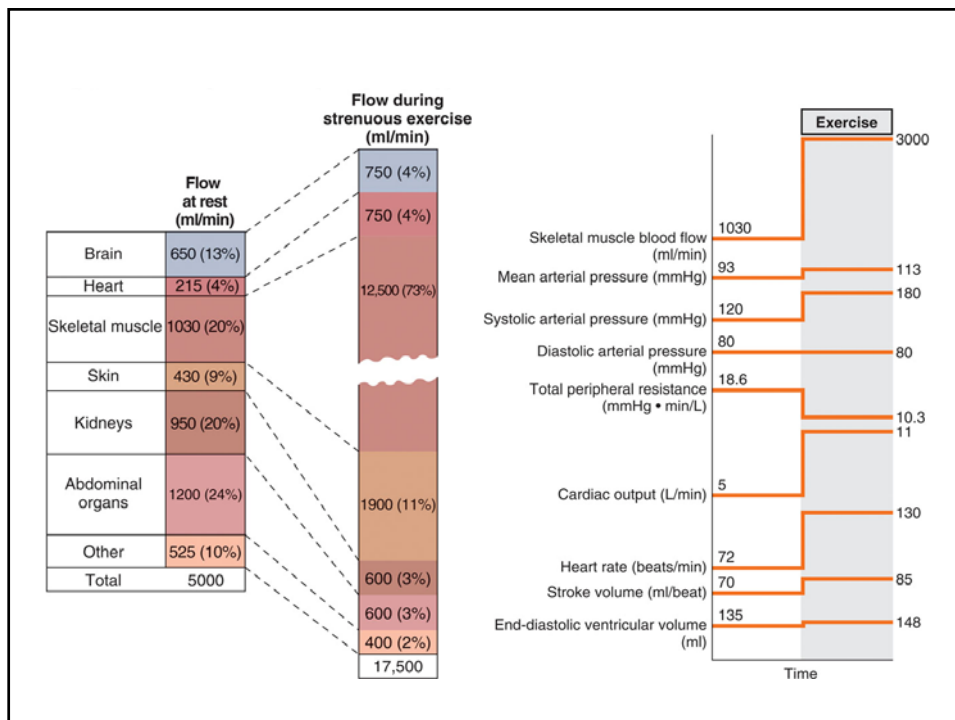 Flow during
strenuous exercise
(ml/min)
Flow
at rest
(ml/min)
Brain
650 (13%)
Heart
215 (4%)
Skeletal muscle
1030 (20%)
Skin
430 (9%)
Kidneys
950 (20%)
Abdominal
organs
1200 (24%)
Other
525 (10%)
Total
5000
750 (4%)
750 (4%)
12,500 (73%)
1900 (11%)
600 (3%)
600 (3%)
400 (2%)
17,500
Exercise
Skeletal muscle blood flow
(ml/min)
1030
3000
Mean arterial pressure (mmHg)
93
113
Systolic arterial pressure (mmHg)
120
180
Diastolic arterial pressure
(mmHg)
80
80
Total peripheral resistance
(mmHg • min/L)
18.6
10.3
Cardiac output (L/min)
5
11
Heart rate (beats/min)
72
130
Stroke volume (ml/beat)
70
85
End-diastolic ventricular volume
(ml)
135
148
Time